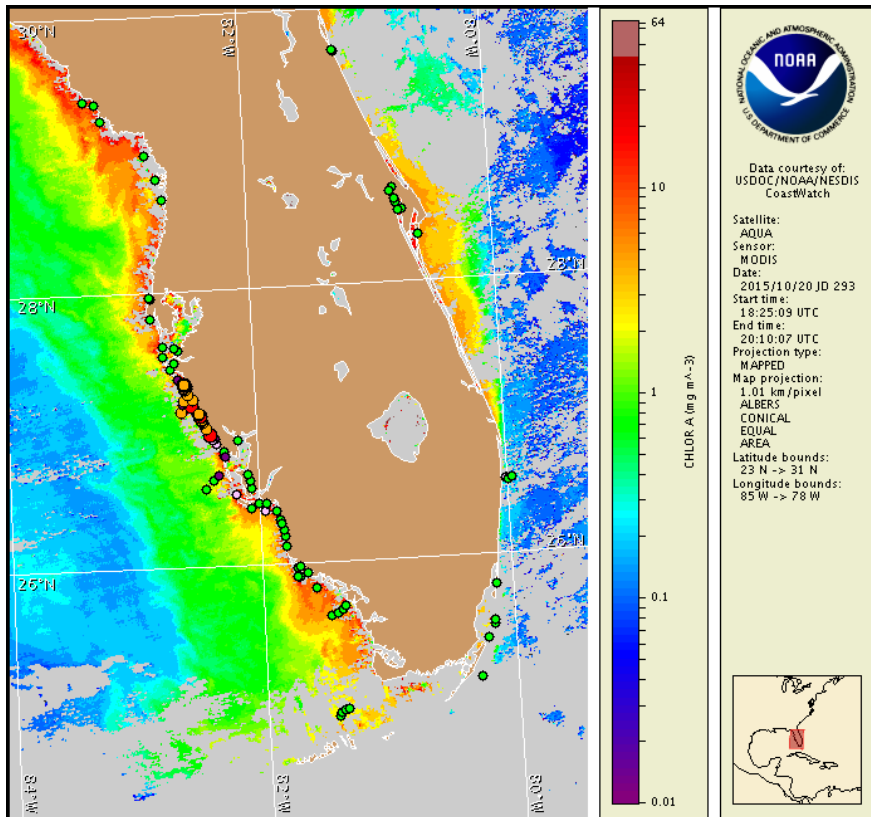 30°N
82°W
80°W
28°N
28°N
26°N
26°N
84°W
82°W
80°W
64
10
1
0.1
0.01
CHLOR A (mg m^-3)
NATIONAL OCEANIC AND ATMOSPHERIC ADMINISTRATION
NOAA
U.S. DEPARTMENT OF COMMERCE
Data courtesy of:
USDOC/NOAA/NESDIS
CoastWatch
Satellite:
AQUA
Sensor:
MODIS
Date:
2015/10/20 JD 293
Start time:
18:25:09 UTC
End time:
20:10:07 UTC
Projection type:
MAPPED
Map projection:
1.01 km/pixel
ALBERS
CONICAL
EQUAL
AREA
Latitude bounds:
23 N -> 31 N
Longitude bounds:
85 W -> 78 W